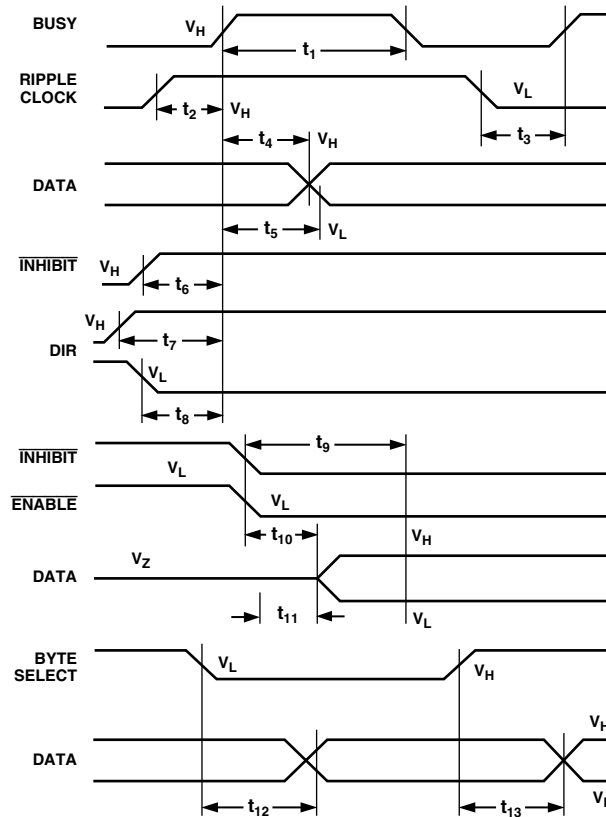 BUSY
V_H
t_1
RIPPLE
CLOCK
t_2
V_H
V_L
t_3
t_4
V_H
DATA
t_5
V_L
INHIBIT
V_H
t_6
V_H
DIR
t_7
V_L
t_8
INHIBIT
t_9
V_L
ENABLE
V_L
t_10
V_H
V_Z
DATA
t_11
V_L
BYTE
SELECT
V_L
V_H
V_H
DATA
V_L
t_12
t_13